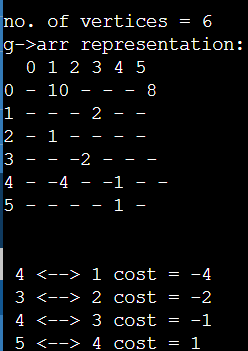 no. of vertices = 6
g->arr representation:
0 1 2 3 4 5
0 - 10 - - - 8
1 - - - 2 - -
2 - 1 - - - -
3 - - -2 - - -
4 - -4 - -1 - -
5 - - - - 1 -
4 <--> 1 cost = -4
3 <--> 2 cost = -2
4 <--> 3 cost = -1
5 <--> 4 cost = 1